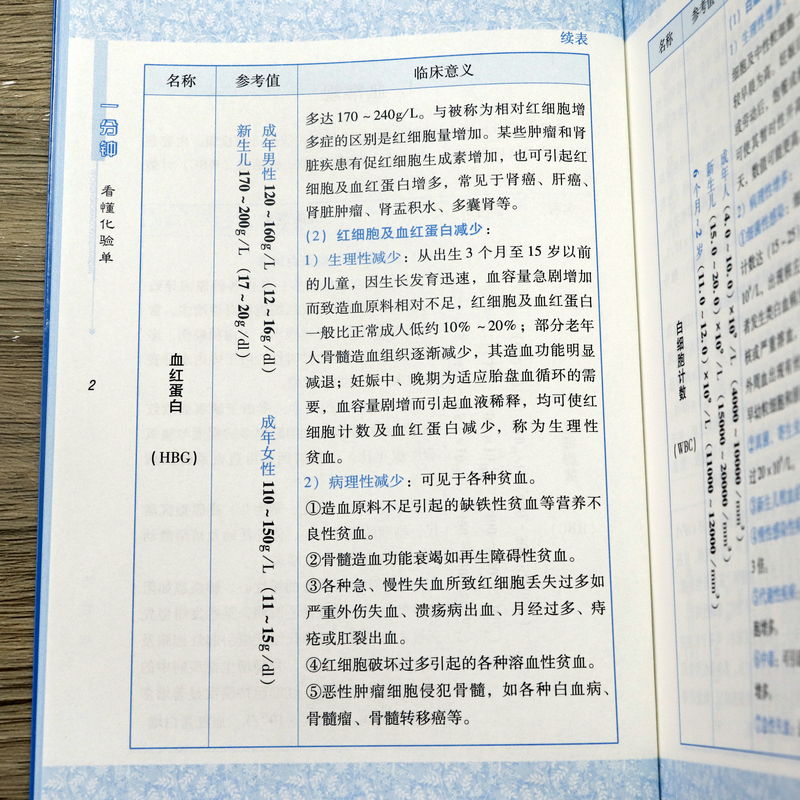 续表
名称 参考值 临床意义
一分钟
看懂化验单
2
血红蛋白
(HBG)
成年男性 120～160g/L (12～16g/dl) 成年女性 110～150g/L (11～15g/dl)
新生儿 170～200g/L (17～20g/dl)
多达 170～240g/L。与被称为相对红细胞增
多症的区别是红细胞量增加。某些肿瘤和肾
脏疾患有促红细胞生成素增加，也可引起红
细胞及血红蛋白增多，常见于肾癌、肝癌、
肾脏肿瘤、肾盂积水、多囊肾等。
(2) 红细胞及血红蛋白减少：
1) 生理性减少：从出生 3 个月至 15 岁以前
的儿童，因生长发育迅速，血容量急剧增加
而致造血原料相对不足，红细胞及血红蛋白
一般比正常成人低约 10%～20%；部分老年
人骨髓造血组织逐渐减少，其造血功能明显
减退；妊娠中、晚期为适应胎盘血循环的需
要，血容量剧增而引起血液稀释，均可使红
细胞计数及血红蛋白减少，称为生理性
贫血。
2) 病理性减少：可见于各种贫血。
①造血原料不足引起的缺铁性贫血等营养不
良性贫血。
②骨髓造血功能衰竭如再生障碍性贫血。
③各种急、慢性失血所致红细胞丢失过多如
严重外伤失血、溃疡病出血、月经过多、痔
疮或肛裂出血。
④红细胞破坏过多引起的各种溶血性贫血。
⑤恶性肿瘤细胞侵犯骨髓，如各种白血病、
骨髓瘤、骨髓转移癌等。
名称 参考值
白细胞计数
(WBC)
成年人 (4.0～10.0)×10⁹/L (4000～10000/mm³)
新生儿 (15.0～20.0)×10⁹/L (15000～20000/mm³)
6个月～2岁 (11.0～12.0)×10⁹/L (11000～12000/mm³)